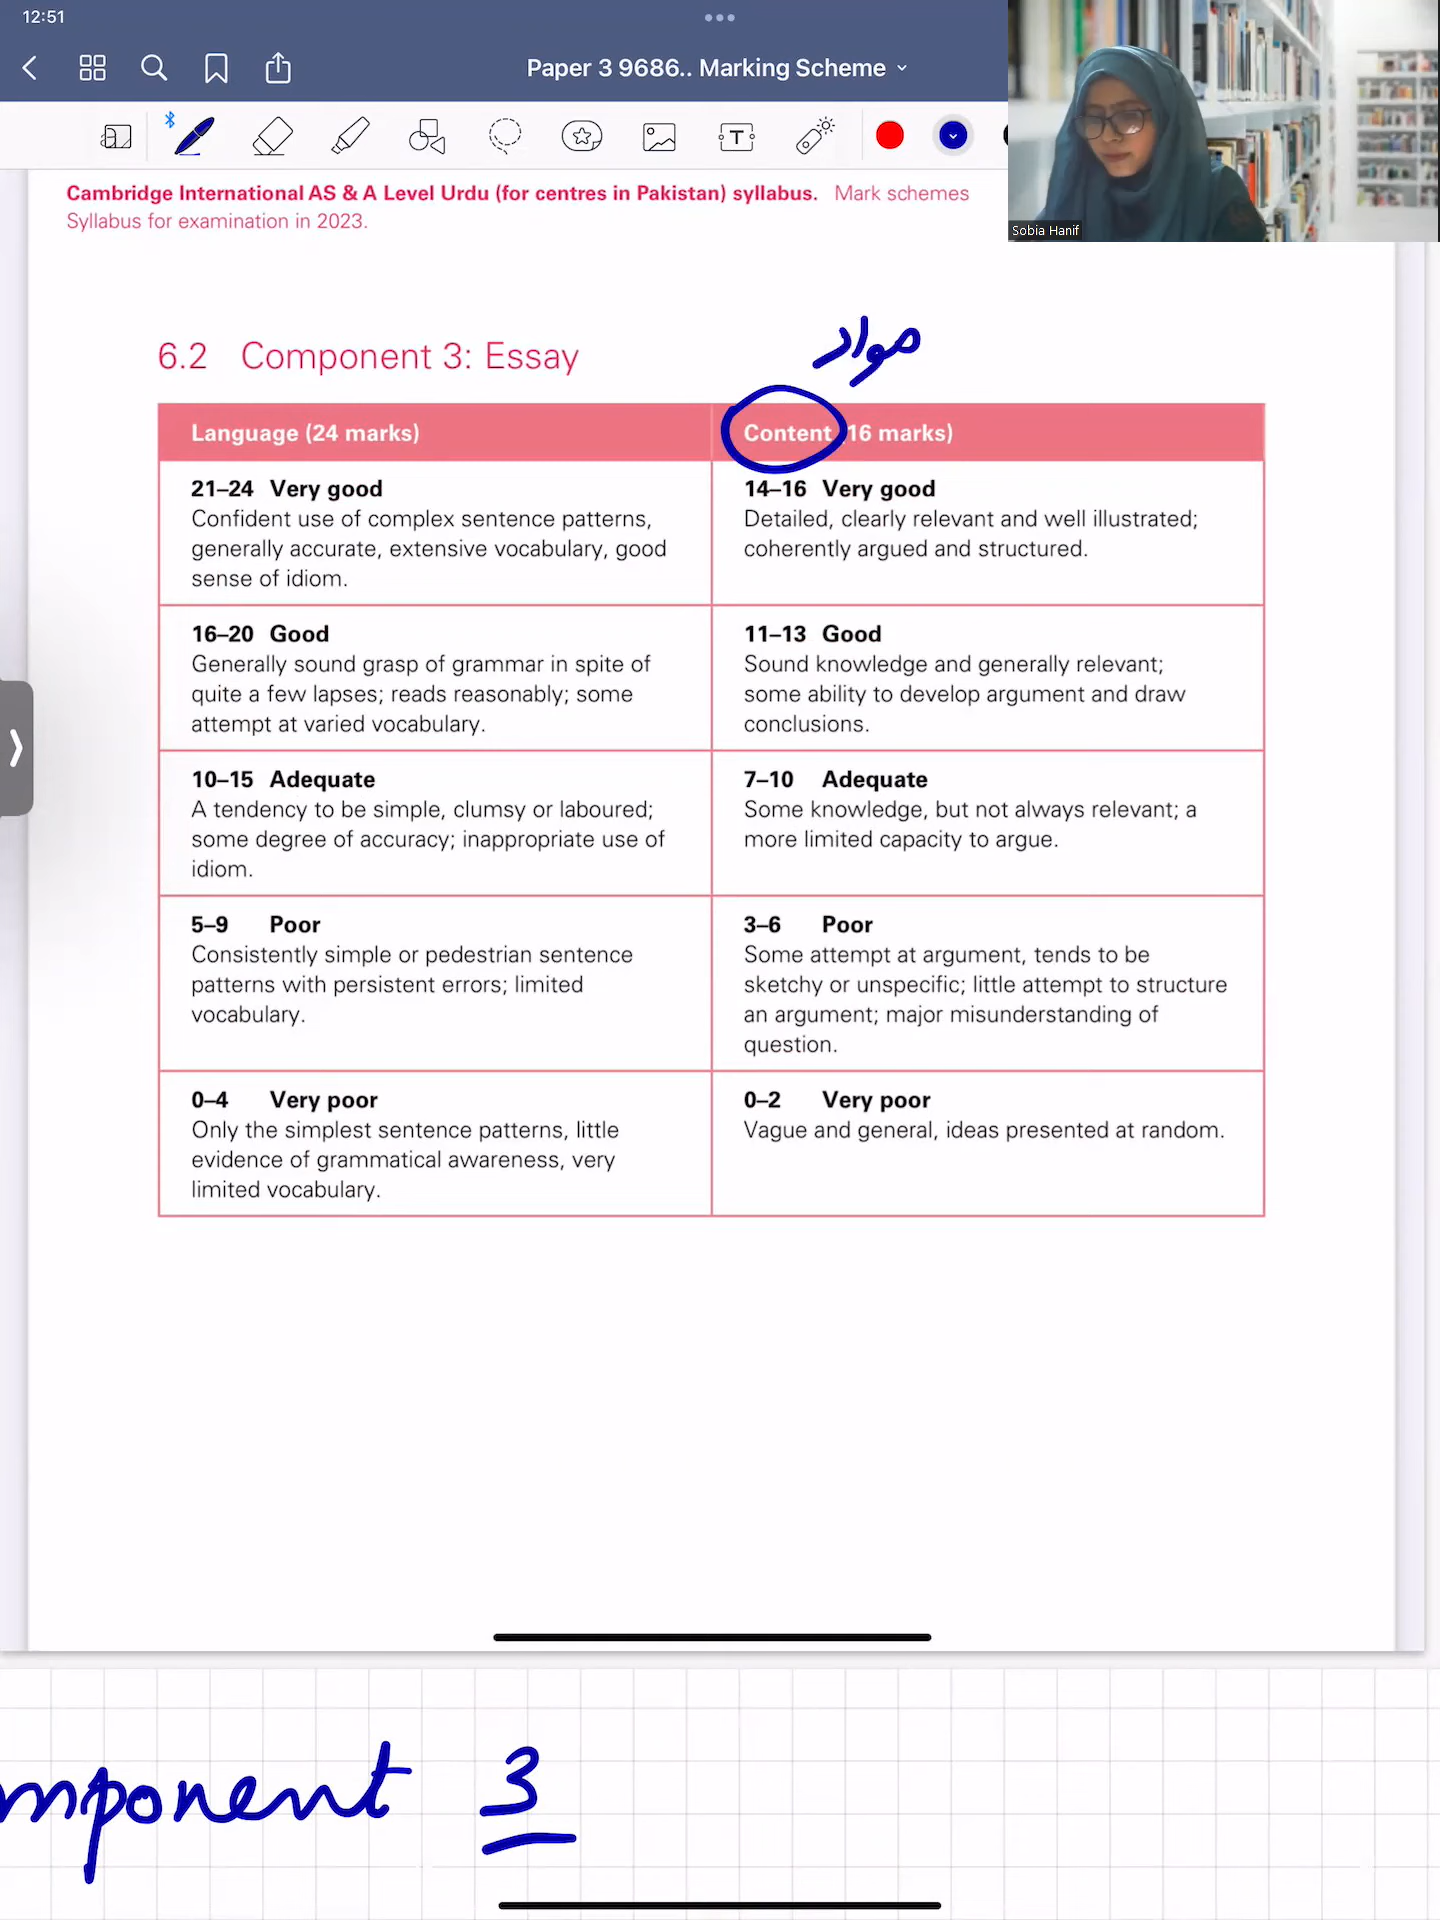 12:51
Paper 3 9686.. Marking Scheme
Sobia Hanif
Cambridge International AS & A Level Urdu (for centres in Pakistan) syllabus. Mark schemes
Syllabus for examination in 2023.
مواد
6.2 Component 3: Essay
Language (24 marks)
Content (16 marks)
21–24 Very good
Confident use of complex sentence patterns,
generally accurate, extensive vocabulary, good
sense of idiom.
14–16 Very good
Detailed, clearly relevant and well illustrated;
coherently argued and structured.
16–20 Good
Generally sound grasp of grammar in spite of
quite a few lapses; reads reasonably; some
attempt at varied vocabulary.
11–13 Good
Sound knowledge and generally relevant;
some ability to develop argument and draw
conclusions.
10–15 Adequate
A tendency to be simple, clumsy or laboured;
some degree of accuracy; inappropriate use of
idiom.
7–10 Adequate
Some knowledge, but not always relevant; a
more limited capacity to argue.
5–9 Poor
Consistently simple or pedestrian sentence
patterns with persistent errors; limited
vocabulary.
3–6 Poor
Some attempt at argument, tends to be
sketchy or unspecific; little attempt to structure
an argument; major misunderstanding of
question.
0–4 Very poor
Only the simplest sentence patterns, little
evidence of grammatical awareness, very
limited vocabulary.
0–2 Very poor
Vague and general, ideas presented at random.
mponent 3